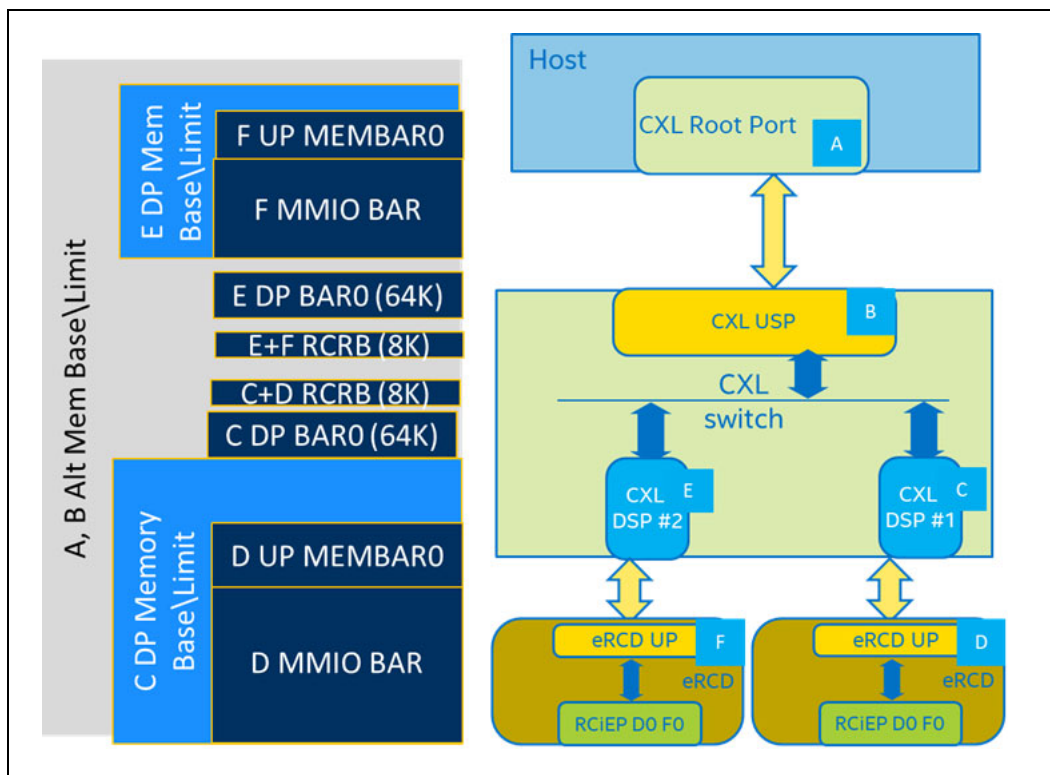 A, B Alt Mem Base\Limit
E DP Mem
Base\Limit
F UP MEMBAR0
F MMIO BAR
E DP BAR0 (64K)
E+F RCRB (8K)
C+D RCRB (8K)
C DP BAR0 (64K)
C DP Memory
Base\Limit
D UP MEMBAR0
D MMIO BAR
Host
CXL Root Port
A
CXL USP
B
CXL
switch
CXL
DSP #2
E
CXL
DSP #1
C
eRCD UP
F
eRCD
RCiEP D0 F0
eRCD UP
D
eRCD
RCiEP D0 F0